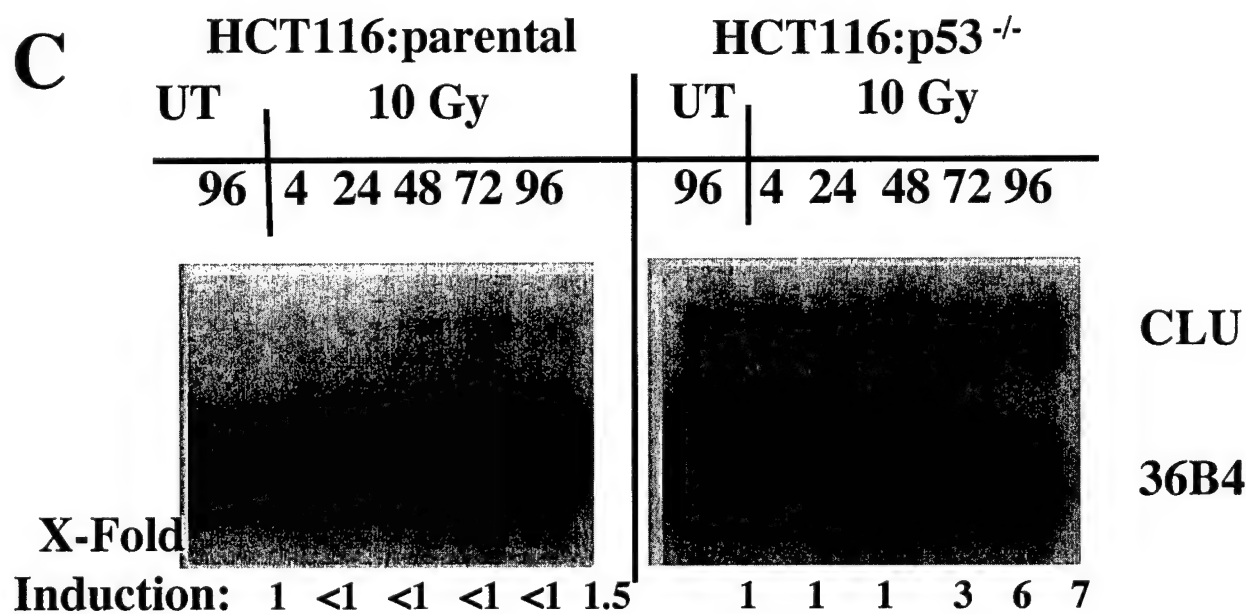 C
HCT116:parental HCT116:p53 -/-
UT 10 Gy UT 10 Gy
96 4 24 48 72 96 96 4 24 48 72 96
CLU
36B4
X-Fold
Induction: 1 <1 <1 <1 <1 1.5 1 1 1 3 6 7